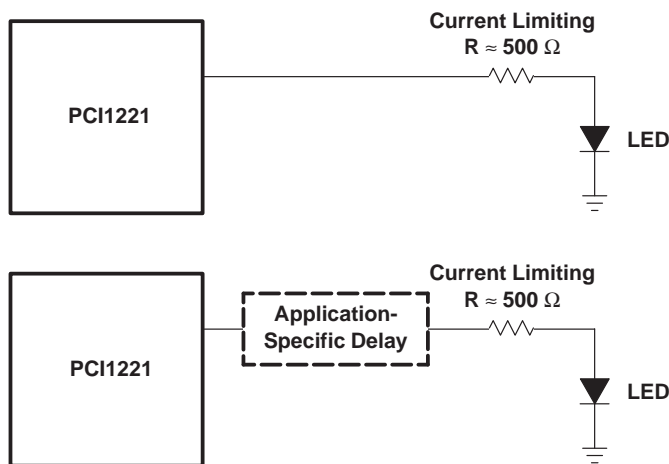 Current Limiting
R ≈ 500 Ω
PCI1221
LED
Current Limiting
R ≈ 500 Ω
Application-
Specific Delay
PCI1221
LED